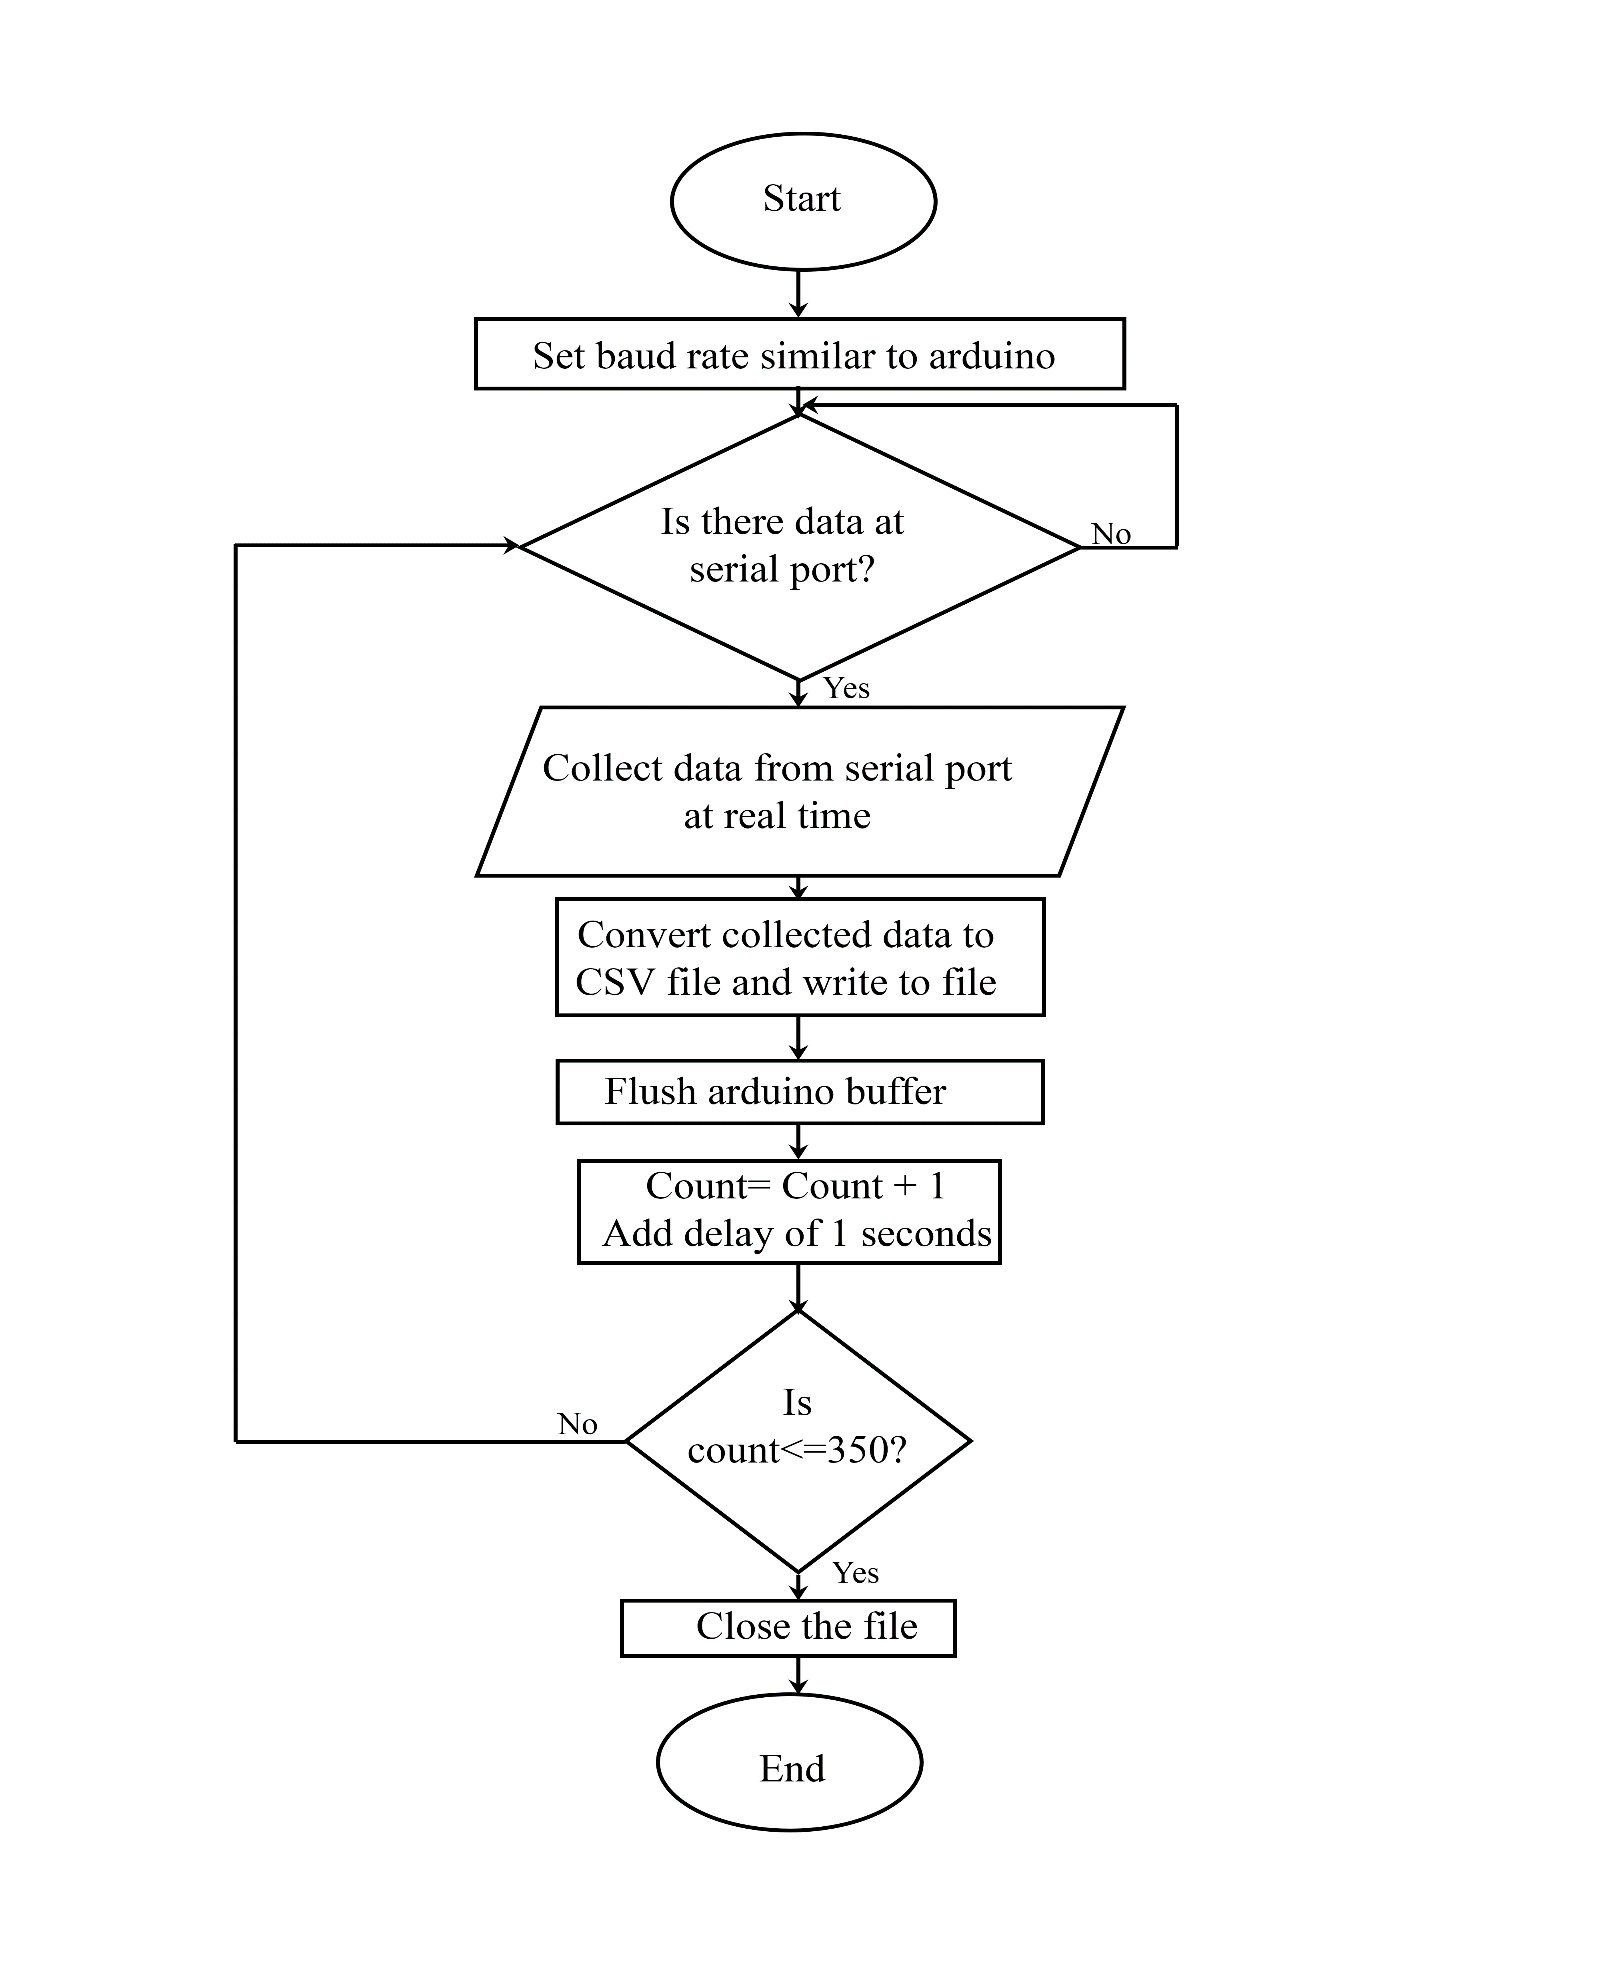 Start
Set baud rate similar to arduino
Is there data at
serial port?
No
Yes
Collect data from serial port
at real time
Convert collected data to
CSV file and write to file
Flush arduino buffer
Count= Count + 1
Add delay of 1 seconds
Is
count<=350?
No
Yes
Close the file
End